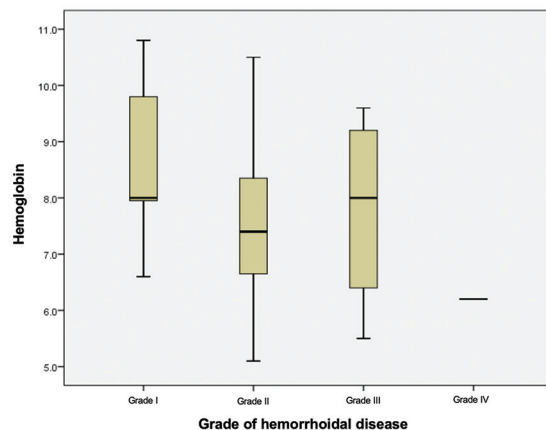 11.0
10.0
9.0
8.0
7.0
6.0
5.0
Hemoglobin
Grade I
Grade II
Grade III
Grade IV
Grade of hemorrhoidal disease